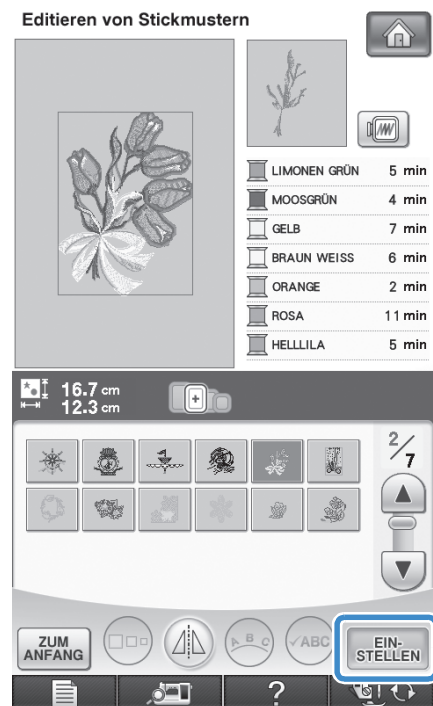 Editieren von Stickmustern
LIMONEN GRÜN 5 min
MOOSGRÜN 4 min
GELB 7 min
BRAUN WEISS 6 min
ORANGE 2 min
ROSA 11 min
HELLLILA 5 min
16.7 cm
12.3 cm
2/7
ZUM
ANFANG
ABC
✓ABC
EIN-
STELLEN
?